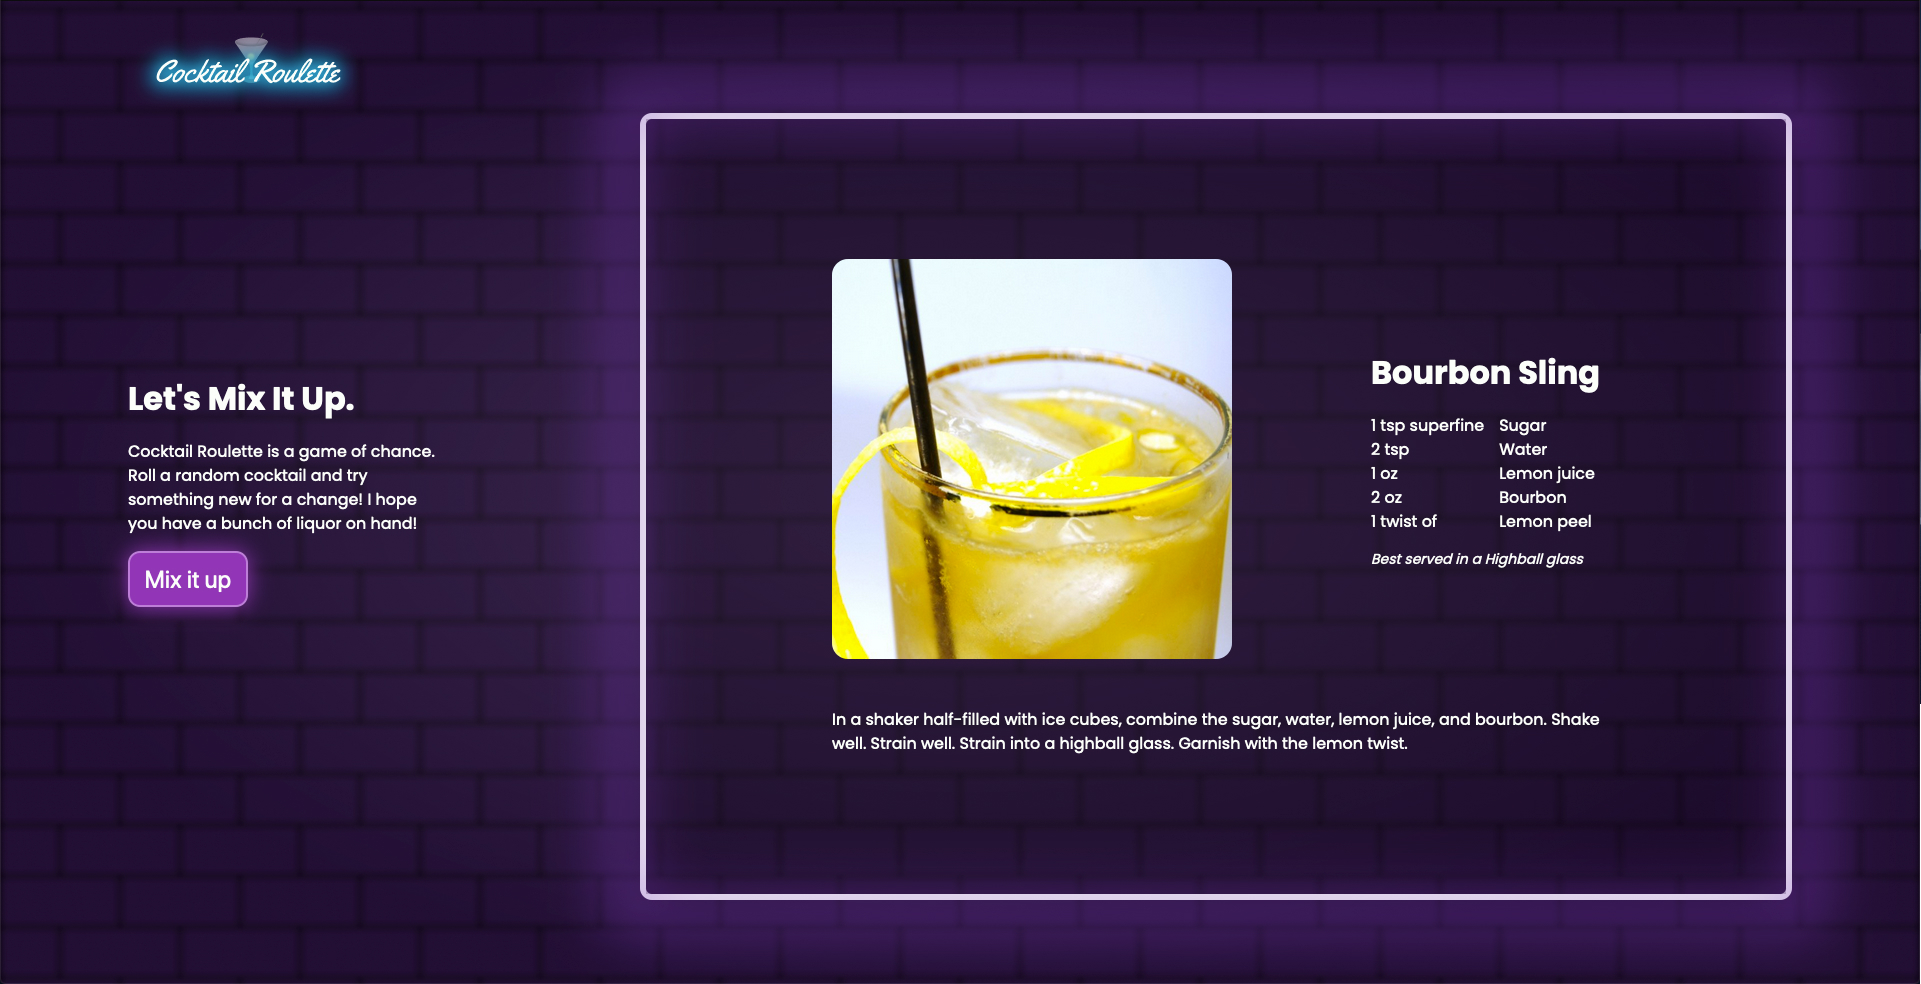 Cocktail Roulette
Let's Mix It Up.
Cocktail Roulette is a game of chance.
Roll a random cocktail and try
something new for a change! I hope
you have a bunch of liquor on hand!
Mix it up
Bourbon Sling
1 tsp superfine Sugar
2 tsp Water
1 oz Lemon juice
2 oz Bourbon
1 twist of Lemon peel
Best served in a Highball glass
In a shaker half-filled with ice cubes, combine the sugar, water, lemon juice, and bourbon. Shake
well. Strain well. Strain into a highball glass. Garnish with the lemon twist.